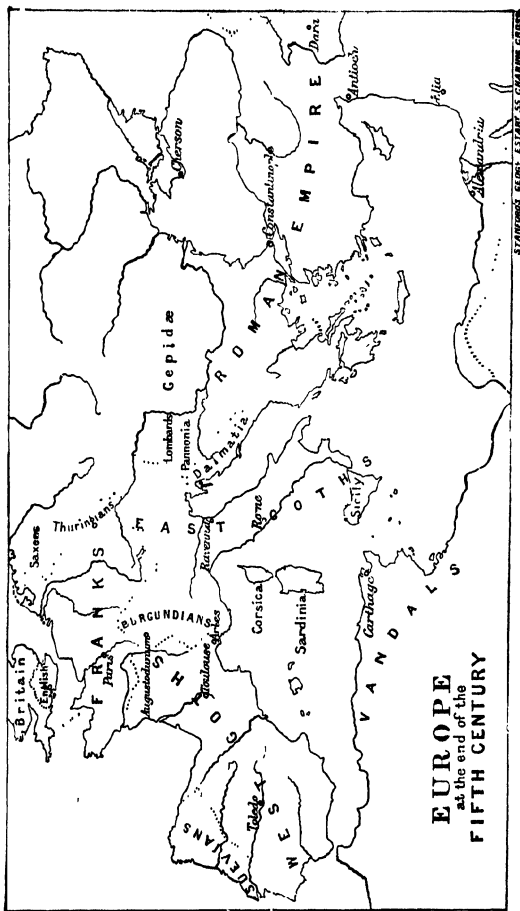 Britain
English
Saxons
Thuringians
FRANKS
Paris
Augustodunum
BURGUNDIANS
Toulouse
Arles
WEST GOTHS
SUEVIANS
Toledo
Lombards
Pannonia
Gepidæ
Dalmatia
EAST GOTHS
Ravenna
Rome
Corsica
Sardinia
Sicily
Carthage
VANDALS
ROMAN EMPIRE
Cherson
Constantinople
Dara
Antioch
Ælia
Alexandria
EUROPE
at the end of the
FIFTH CENTURY
STANFORD'S GEOG! ESTAB! 55 CHARING CROSS